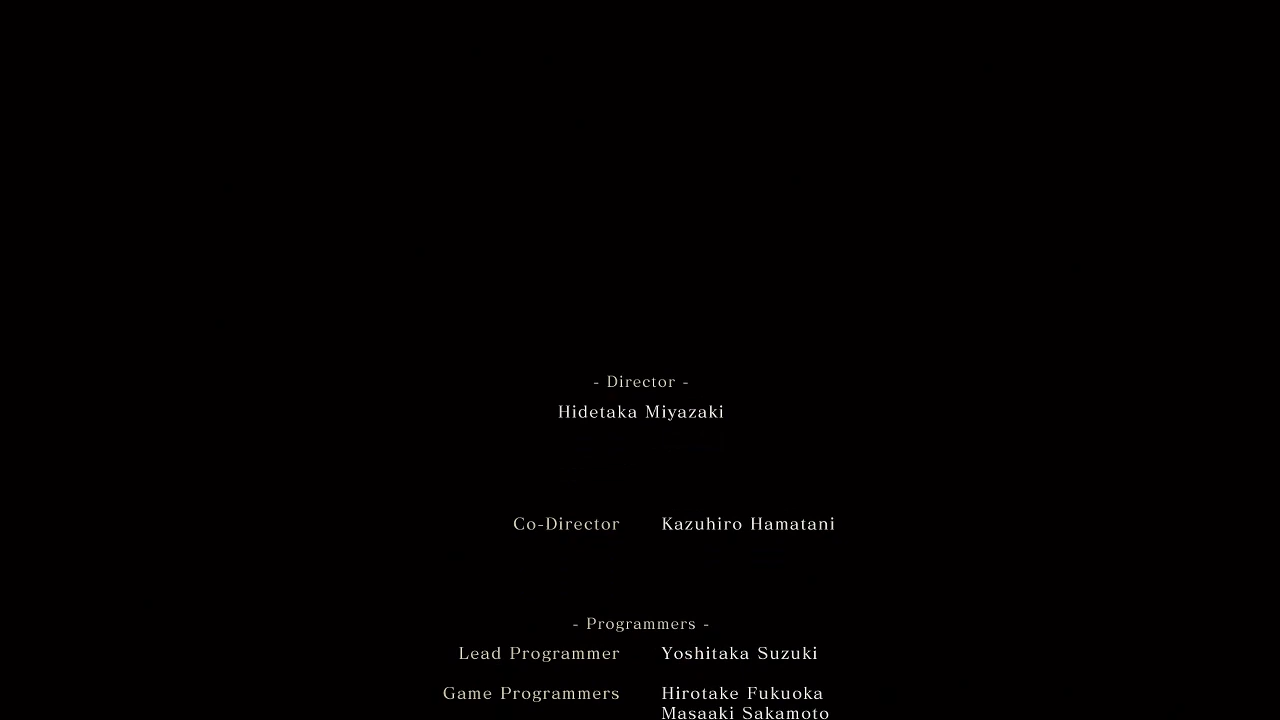 - Director -
Hidetaka Miyazaki
Co-Director Kazuhiro Hamatani
- Programmers -
Lead Programmer Yoshitaka Suzuki
Game Programmers Hirotake Fukuoka
Masaaki Sakamoto